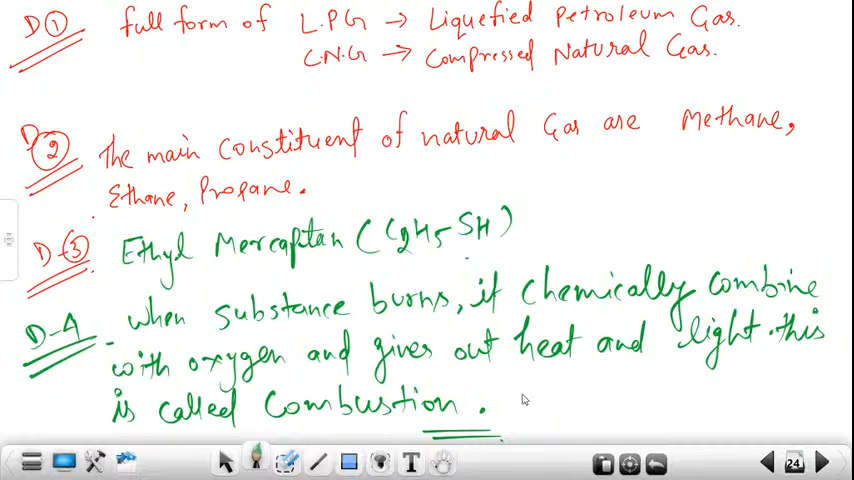 D① full form of L.P.G → Liquefied Petroleum Gas.
C.N.G → Compressed Natural Gas.
D② The main constituent of natural Gas are Methane,
Ethane, Propane.
D-③ Ethyl Mercaptan (C2H5 SH)
D-4 when substance burns, it chemically combine
with oxygen and gives out heat and light. this
is called Combustion.
T
24